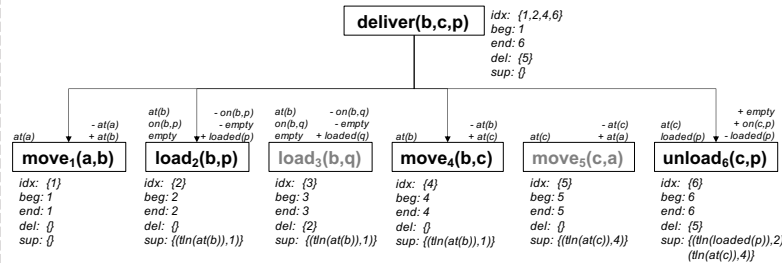 deliver(b,c,p)
idx: {1,2,4,6}
beg: 1
end: 6
del: {5}
sup: {}
at(a)
- at(a)
+ at(b)
move₁(a,b)
idx: {1}
beg: 1
end: 1
del: {}
sup: {}
at(b)
on(b,p)
empty
- on(b,p)
- empty
+ loaded(p)
load₂(b,p)
idx: {2}
beg: 2
end: 2
del: {}
sup: {(tln(at(b)),1)}
at(b)
on(b,q)
empty
- on(b,q)
- empty
+ loaded(q)
load₃(b,q)
idx: {3}
beg: 3
end: 3
del: {2}
sup: {(tln(at(b)),1)}
at(b)
- at(b)
+ at(c)
move₄(b,c)
idx: {4}
beg: 4
end: 4
del: {}
sup: {(tln(at(b)),1)}
at(c)
- at(c)
+ at(a)
move₅(c,a)
idx: {5}
beg: 5
end: 5
del: {}
sup: {(tln(at(c)),4)}
at(c)
loaded(p)
+ empty
+ on(c,p)
- loaded(p)
unload₆(c,p)
idx: {6}
beg: 6
end: 6
del: {5}
sup: {(tln(loaded(p)),2)
(tln(at(c)),4)}